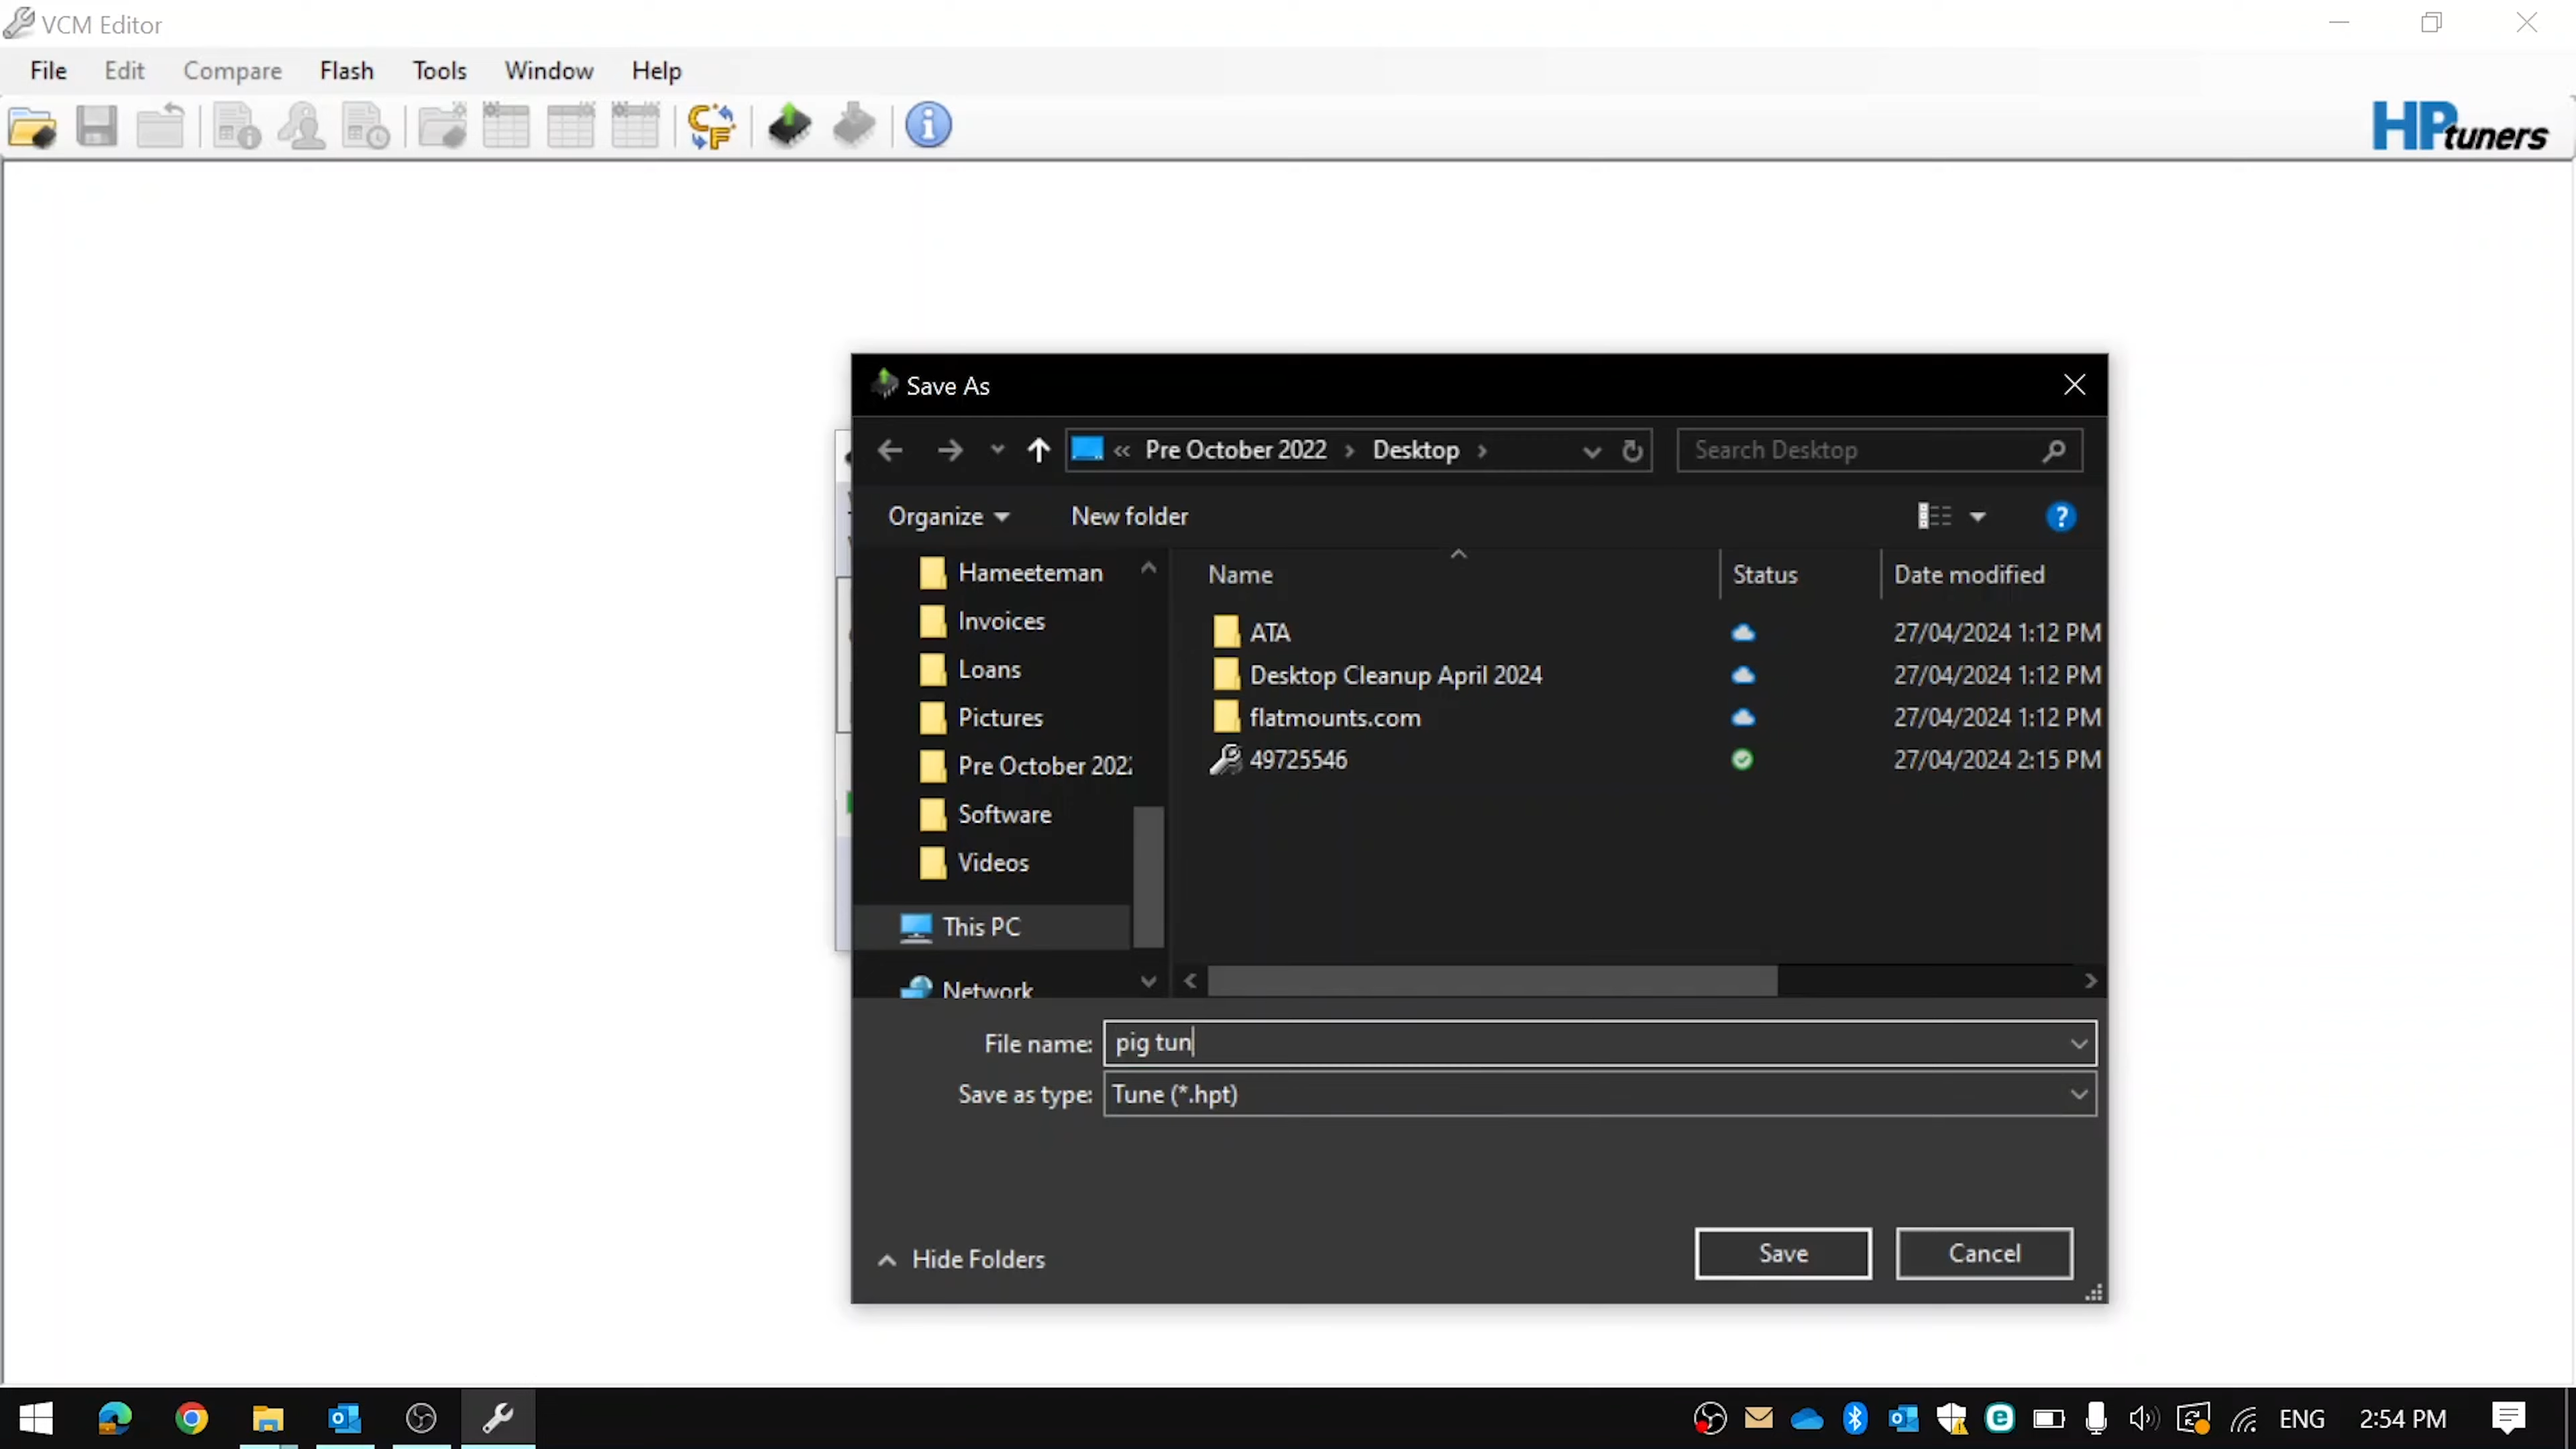 VCM Editor
File Edit Compare Flash Tools Window Help
HPtuners
Save As
« Pre October 2022 > Desktop >
Search Desktop
Organize
New folder
Hameeteman
Invoices
Loans
Pictures
Pre October 202
Software
Videos
This PC
Network
Name Status Date modified
ATA 27/04/2024 1:12 PM
Desktop Cleanup April 2024 27/04/2024 1:12 PM
flatmounts.com 27/04/2024 1:12 PM
49725546 27/04/2024 2:15 PM
File name: pig tun
Save as type: Tune (*.hpt)
Hide Folders
Save
Cancel
ENG
2:54 PM